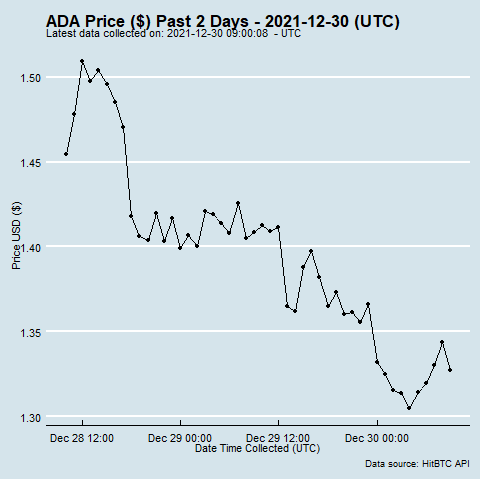 ADA Price ($) Past 2 Days - 2021-12-30 (UTC)
Latest data collected on: 2021-12-30 09:00:08 - UTC
1.50
1.45
1.40
1.35
1.30
Price USD ($)
Dec 28 12:00 Dec 29 00:00 Dec 29 12:00 Dec 30 00:00
Date Time Collected (UTC)
Data source: HitBTC API